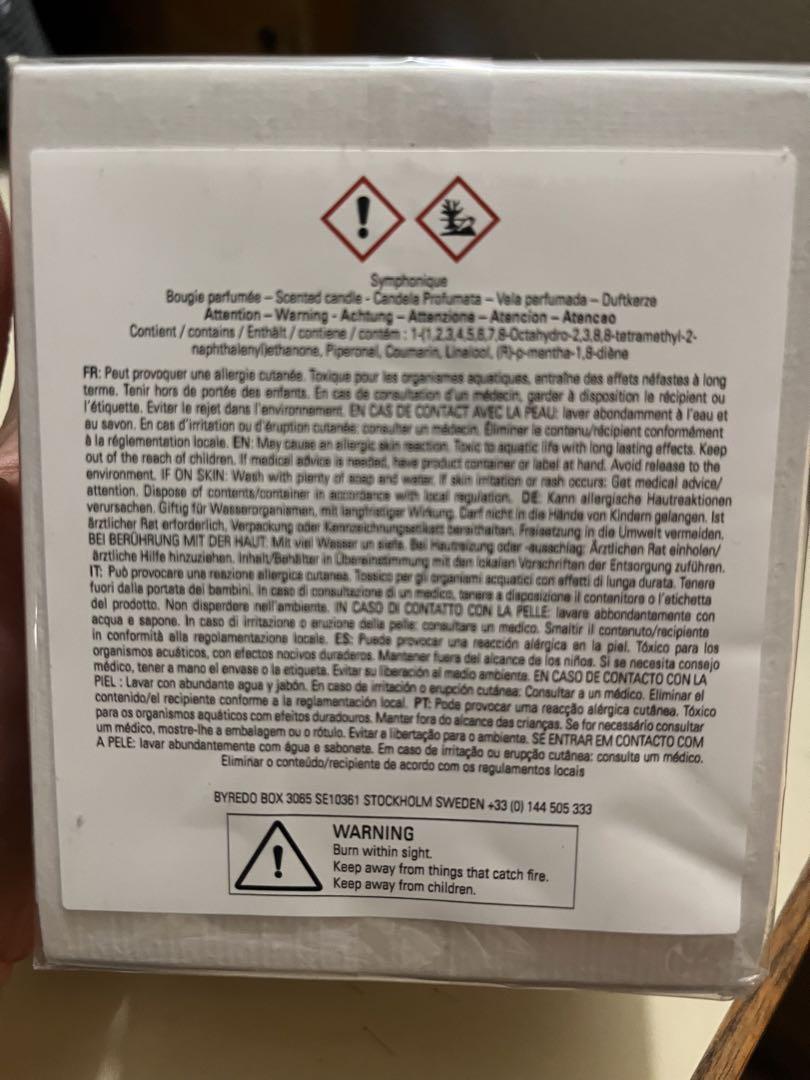 Symphonique
Bougie parfumée – Scented candle - Candela Profumata – Vela perfumada – Duftkerze
Attention – Warning - Achtung – Attenzione – Atencion – Atencao
Contient / contains / Enthält / contiene / contém : 1-(1,2,3,4,5,6,7,8-Octahydro-2,3,8,8-tetramethyl-2-
naphthalenyl)ethanone, Piperonal, Coumarin, Linalool, (R)-p-mentha-1,8-diène
FR: Peut provoquer une allergie cutanée. Toxique pour les organismes aquatiques, entraîne des effets néfastes à long
terme. Tenir hors de portée des enfants. En cas de consultation d'un médecin, garder à disposition le récipient ou
l'étiquette. Eviter le rejet dans l'environnement. EN CAS DE CONTACT AVEC LA PEAU: laver abondamment à l'eau et
au savon. En cas d'irritation ou d'éruption cutanée: consulter un médecin. Éliminer le contenu/récipient conformément
à la réglementation locale. EN: May cause an allergic skin reaction. Toxic to aquatic life with long lasting effects. Keep
out of the reach of children. If medical advice is needed, have product container or label at hand. Avoid release to the
environment. IF ON SKIN: Wash with plenty of soap and water. If skin irritation or rash occurs: Get medical advice/
attention. Dispose of contents/container in accordance with local regulation. DE: Kann allergische Hautreaktionen
verursachen. Giftig für Wasserorganismen, mit langfristiger Wirkung. Darf nicht in die Hände von Kindern gelangen. Ist
ärztlicher Rat erforderlich, Verpackung oder Kennzeichnungsetikett bereithalten. Freisetzung in die Umwelt vermeiden.
BEI BERÜHRUNG MIT DER HAUT: Mit viel Wasser un siefe. Bei Hautreizung oder -ausschlag: Ärztlichen Rat einholen/
ärztliche Hilfe hinzuziehen. Inhalt/Behälter in Übereinstimmung mit den lokalen Vorschriften der Entsorgung zuführen.
IT: Può provocare una reazione allergica cutanea. Tossico per gli organismi acquatici con effetti di lunga durata. Tenere
fuori dalla portata dei bambini. In caso di consultazione di un medico, tenere a disposizione il contenitore o l'etichetta
del prodotto. Non disperdere nell'ambiente. IN CASO DI CONTATTO CON LA PELLE: lavare abbondantemente con
acqua e sapone. In caso di irritazione o eruzione della pelle: consultare un medico. Smaltir il contenuto/recipiente
in conformità alla regolamentazione locale. ES: Puede provocar una reacción alérgica en la piel. Tóxico para los
organismos acuáticos, con efectos nocivos duraderos. Mantener fuera del alcance de los niños. Si se necesita consejo
médico, tener a mano el envase o la etiqueta. Evitar su liberación al medio ambiente. EN CASO DE CONTACTO CON LA
PIEL : Lavar con abundante agua y jabón. En caso de irritación o erupción cutánea: Consultar a un médico. Eliminar el
contenido/el recipiente conforme a la reglamentación local. PT: Pode provocar uma reacção alérgica cutânea. Tóxico
para os organismos aquáticos com efeitos duradouros. Manter fora do alcance das crianças. Se for necessário consultar
um médico, mostre-lhe a embalagem ou o rótulo. Evitar a libertação para o ambiente. SE ENTRAR EM CONTACTO COM
A PELE: lavar abundantemente com água e sabonete. Em caso de irritação ou erupção cutânea: consulte um médico.
Eliminar o conteúdo/recipiente de acordo com os regulamentos locais
BYREDO BOX 3065 SE10361 STOCKHOLM SWEDEN +33 (0) 144 505 333
WARNING
Burn within sight.
Keep away from things that catch fire.
Keep away from children.